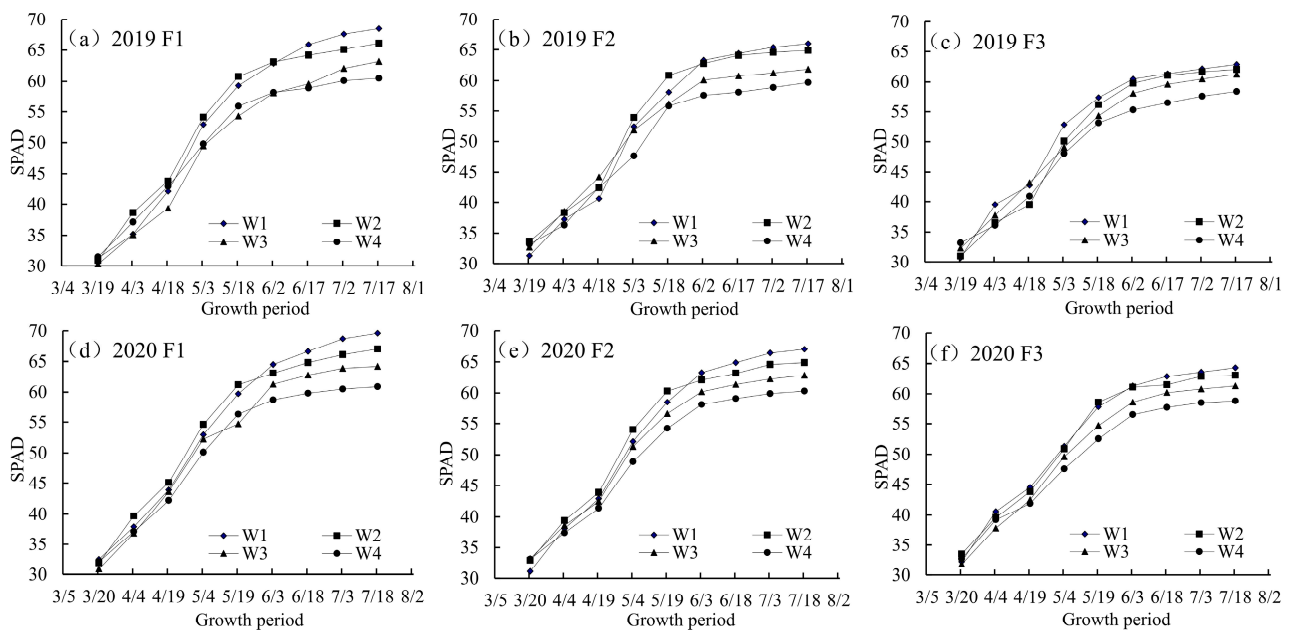 （a）2019 F1
70
65
60
55
50
45
40
35
30
SPAD
W1 W2
W3 W4
3/4 3/19 4/3 4/18 5/3 5/18 6/2 6/17 7/2 7/17 8/1
Growth period
（b）2019 F2
70
65
60
55
50
45
40
35
30
SPAD
W1 W2
W3 W4
3/4 3/19 4/3 4/18 5/3 5/18 6/2 6/17 7/2 7/17 8/1
Growth period
（c）2019 F3
70
65
60
55
50
45
40
35
30
SPAD
W1 W2
W3 W4
3/4 3/19 4/3 4/18 5/3 5/18 6/2 6/17 7/2 7/17 8/1
Growth period
（d）2020 F1
70
65
60
55
50
45
40
35
30
SPAD
W1 W2
W3 W4
3/5 3/20 4/4 4/19 5/4 5/19 6/3 6/18 7/3 7/18 8/2
Growth period
（e）2020 F2
70
65
60
55
50
45
40
35
30
SPAD
W1 W2
W3 W4
3/5 3/20 4/4 4/19 5/4 5/19 6/3 6/18 7/3 7/18 8/2
Growth period
（f）2020 F3
70
65
60
55
50
45
40
35
30
SPAD
W1 W2
W3 W4
3/5 3/20 4/4 4/19 5/4 5/19 6/3 6/18 7/3 7/18 8/2
Growth period